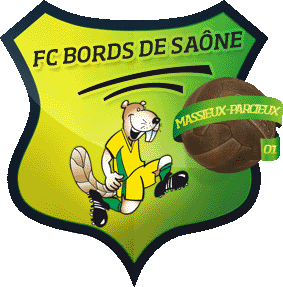 FC BORDS DE SAÔNE
MASSIEUX-PARCIEUX
01